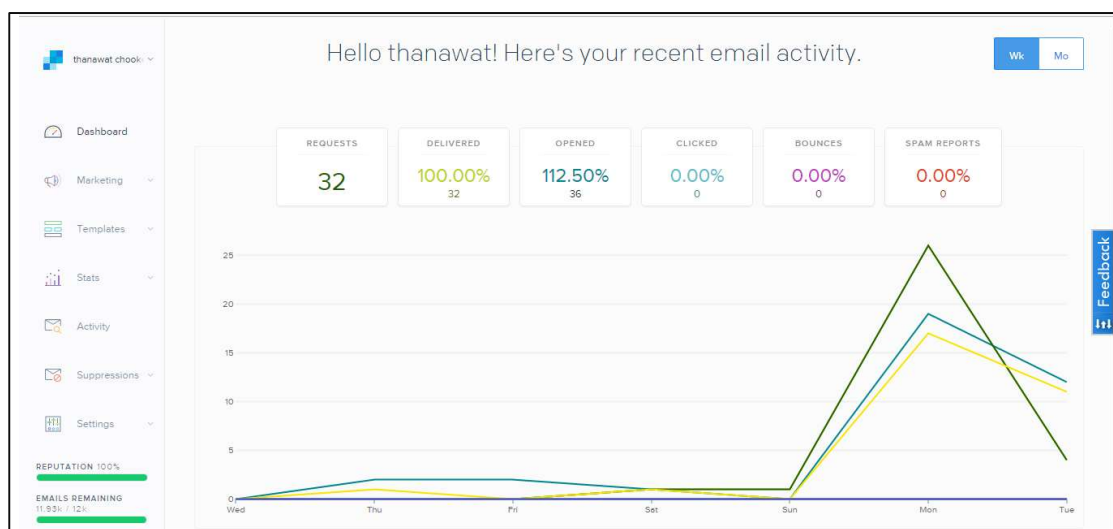 thanawat chook
Hello thanawat! Here's your recent email activity.
Wk Mo
Dashboard
Marketing
Templates
Stats
Activity
Suppressions
Settings
REPUTATION 100%
EMAILS REMAINING
11.93k / 12k
REQUESTS
32
DELIVERED
100.00%
32
OPENED
112.50%
36
CLICKED
0.00%
0
BOUNCES
0.00%
0
SPAM REPORTS
0.00%
0
25
20
15
10
5
0
Wed Thu Fri Sat Sun Mon Tue
Feedback